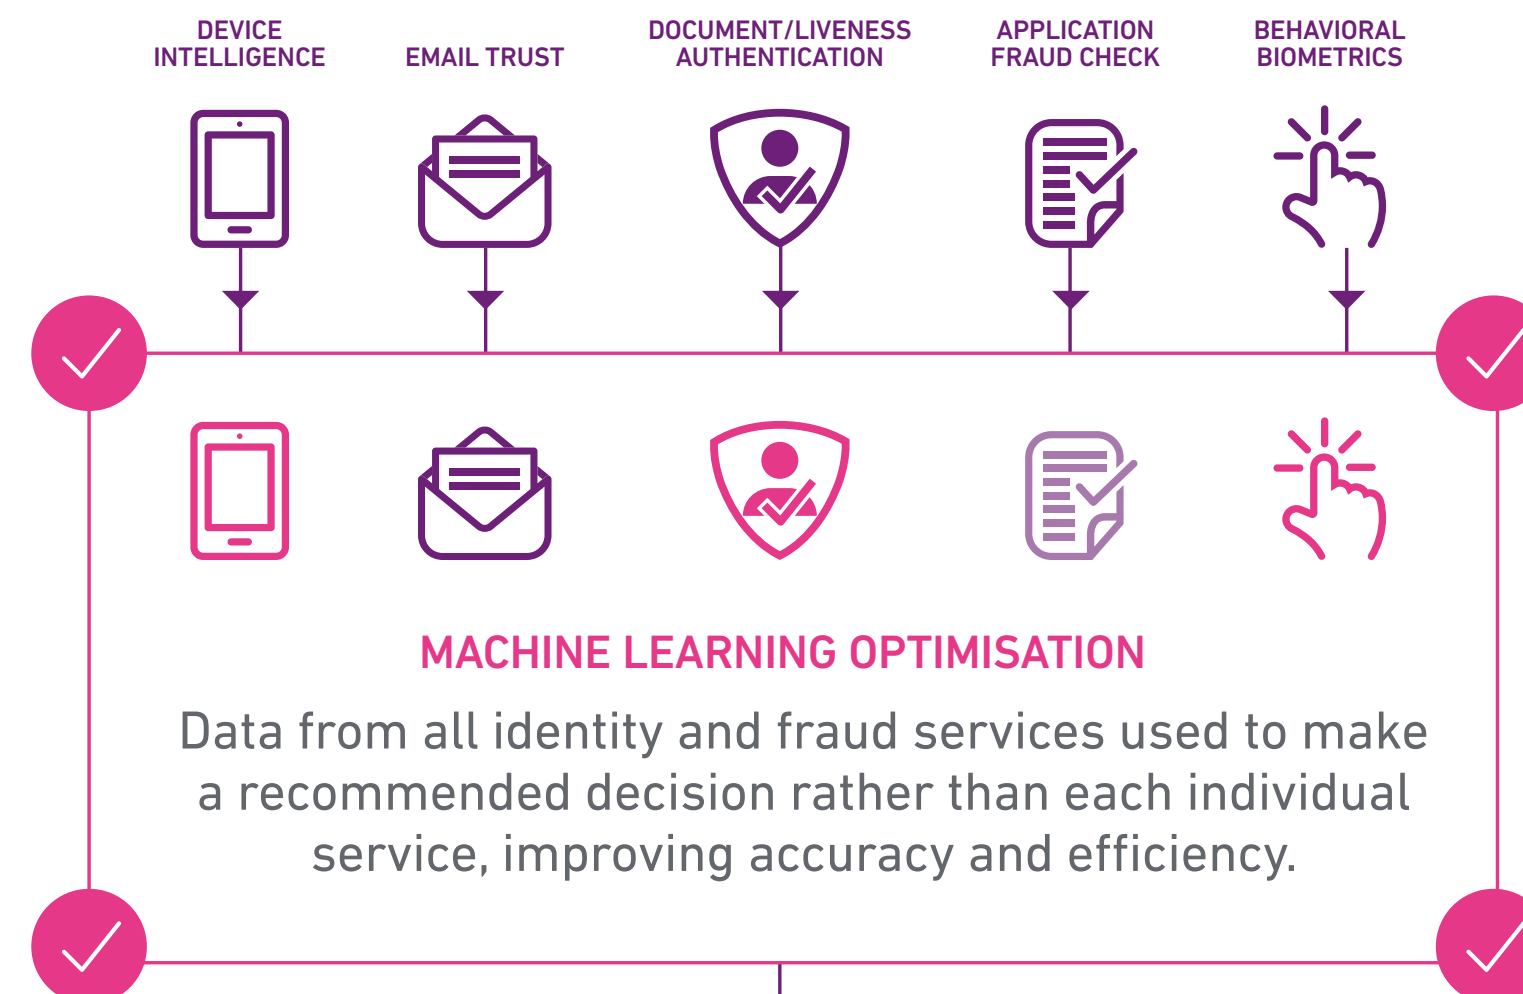 DEVICE
INTELLIGENCE
EMAIL TRUST
DOCUMENT/LIVENESS
AUTHENTICATION
APPLICATION
FRAUD CHECK
BEHAVIORAL
BIOMETRICS
MACHINE LEARNING OPTIMISATION
Data from all identity and fraud services used to make
a recommended decision rather than each individual
service, improving accuracy and efficiency.